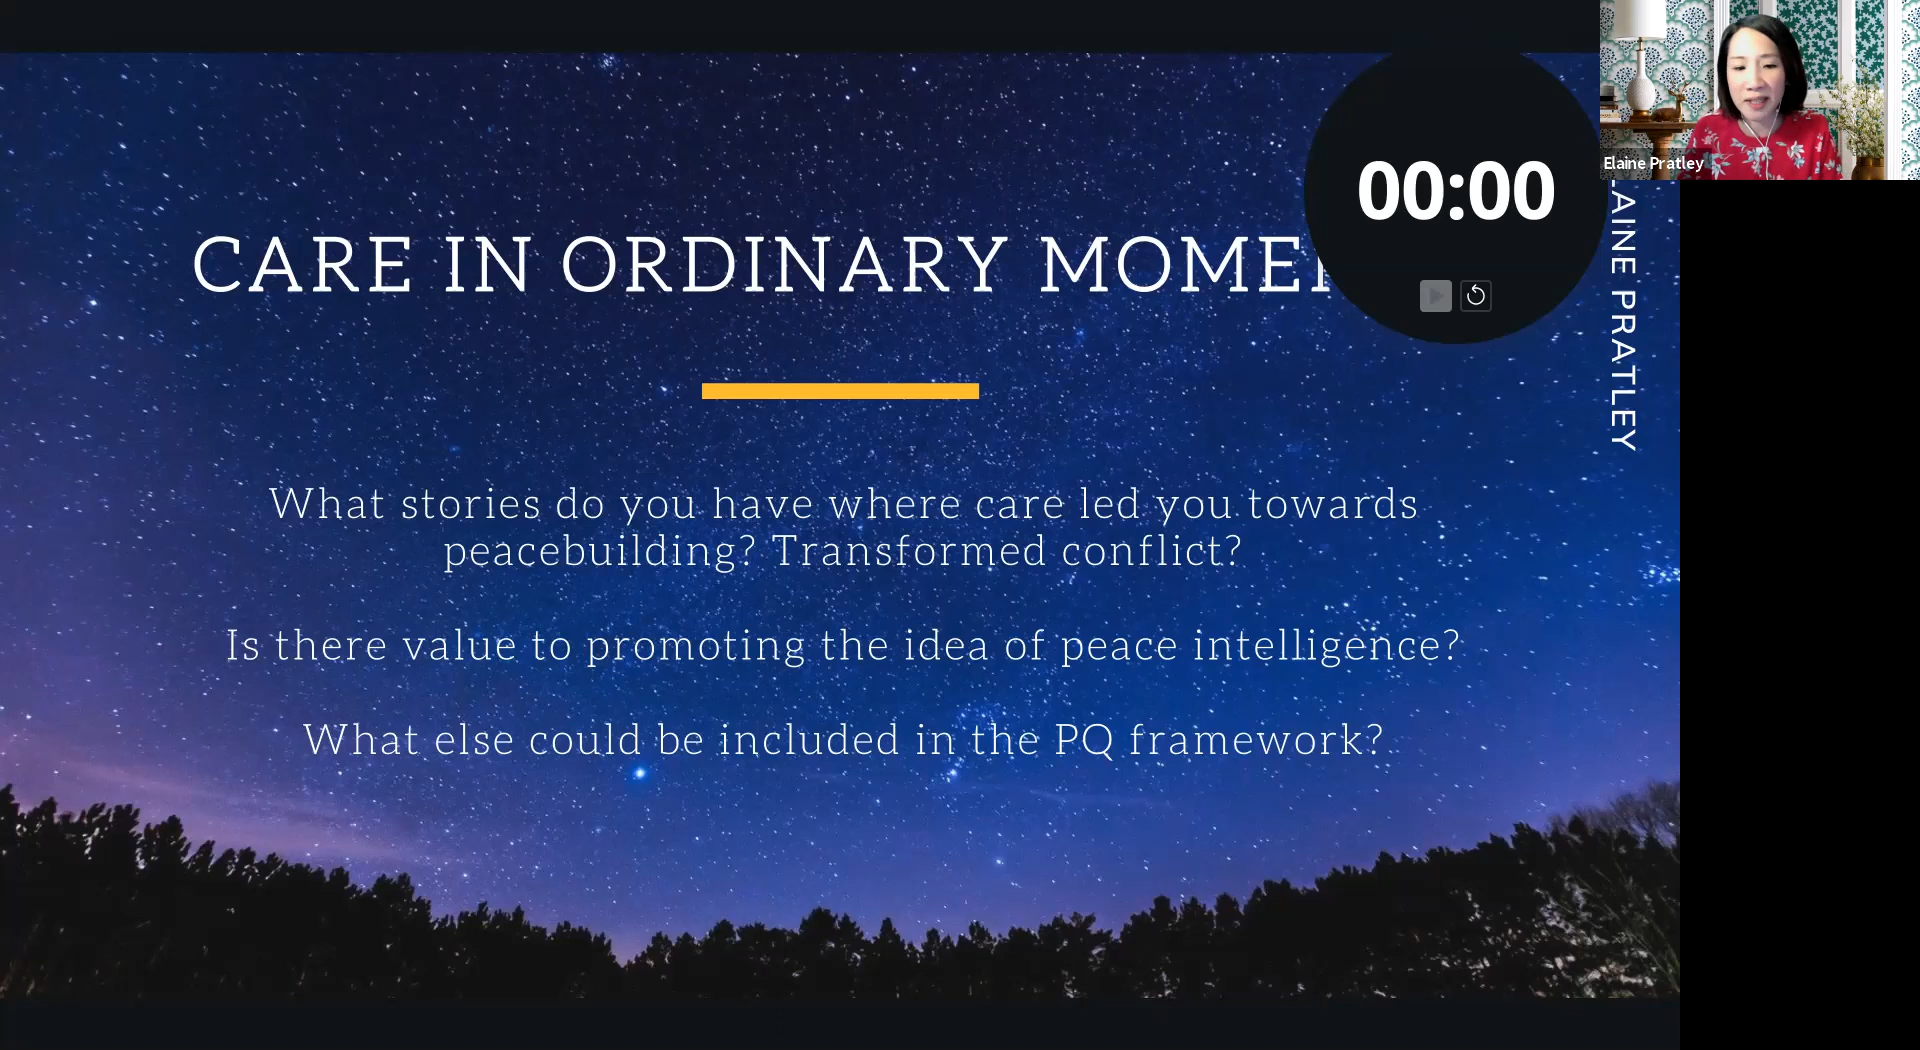 CARE IN ORDINARY MOME
00:00
Elaine Pratley
AINE PRATLEY
What stories do you have where care led you towards
peacebuilding? Transformed conflict?
Is there value to promoting the idea of peace intelligence?
What else could be included in the PQ framework?